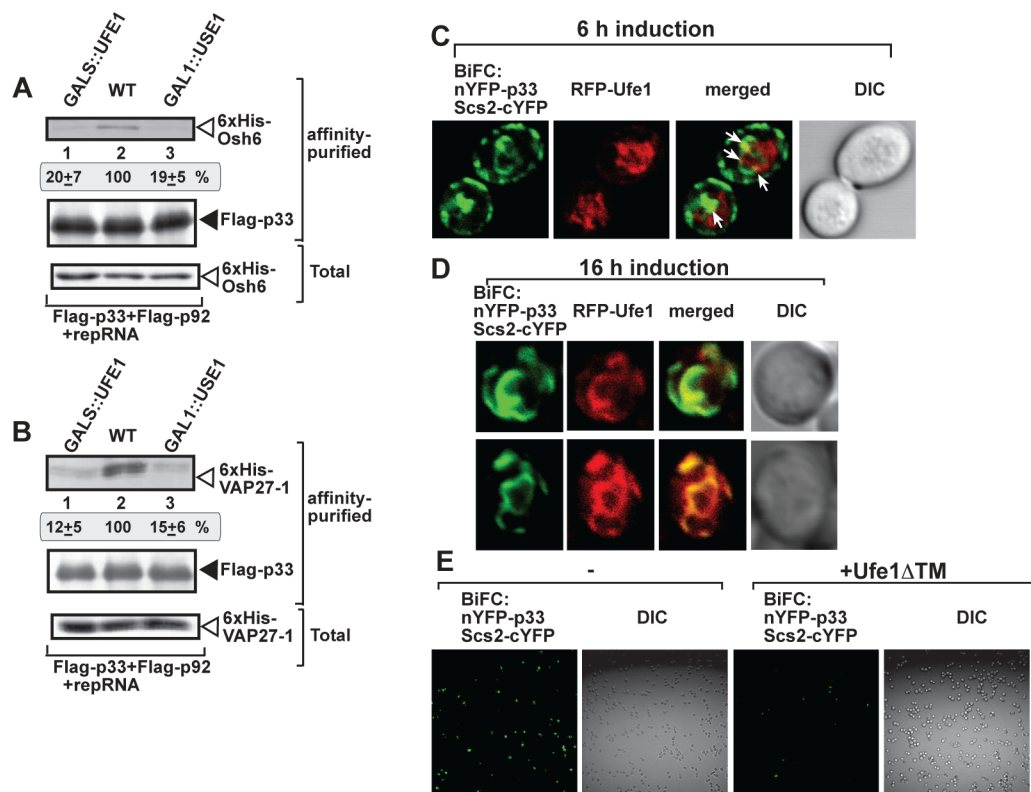 A
GALS::UFE1
WT
GAL1::USE1
6xHis-
Osh6
1 2 3
20±7 100 19±5 %
Flag-p33
affinity-
purified
6xHis-
Osh6
Total
Flag-p33+Flag-p92
+repRNA
B
GALS::UFE1
WT
GAL1::USE1
6xHis-
VAP27-1
1 2 3
12±5 100 15±6 %
Flag-p33
affinity-
purified
6xHis-
VAP27-1
Total
Flag-p33+Flag-p92
+repRNA
C
6 h induction
BiFC:
nYFP-p33
Scs2-cYFP
RFP-Ufe1
merged
DIC
D
16 h induction
BiFC:
nYFP-p33
Scs2-cYFP
RFP-Ufe1
merged
DIC
E
-
+Ufe1ΔTM
BiFC:
nYFP-p33
Scs2-cYFP
DIC
BiFC:
nYFP-p33
Scs2-cYFP
DIC